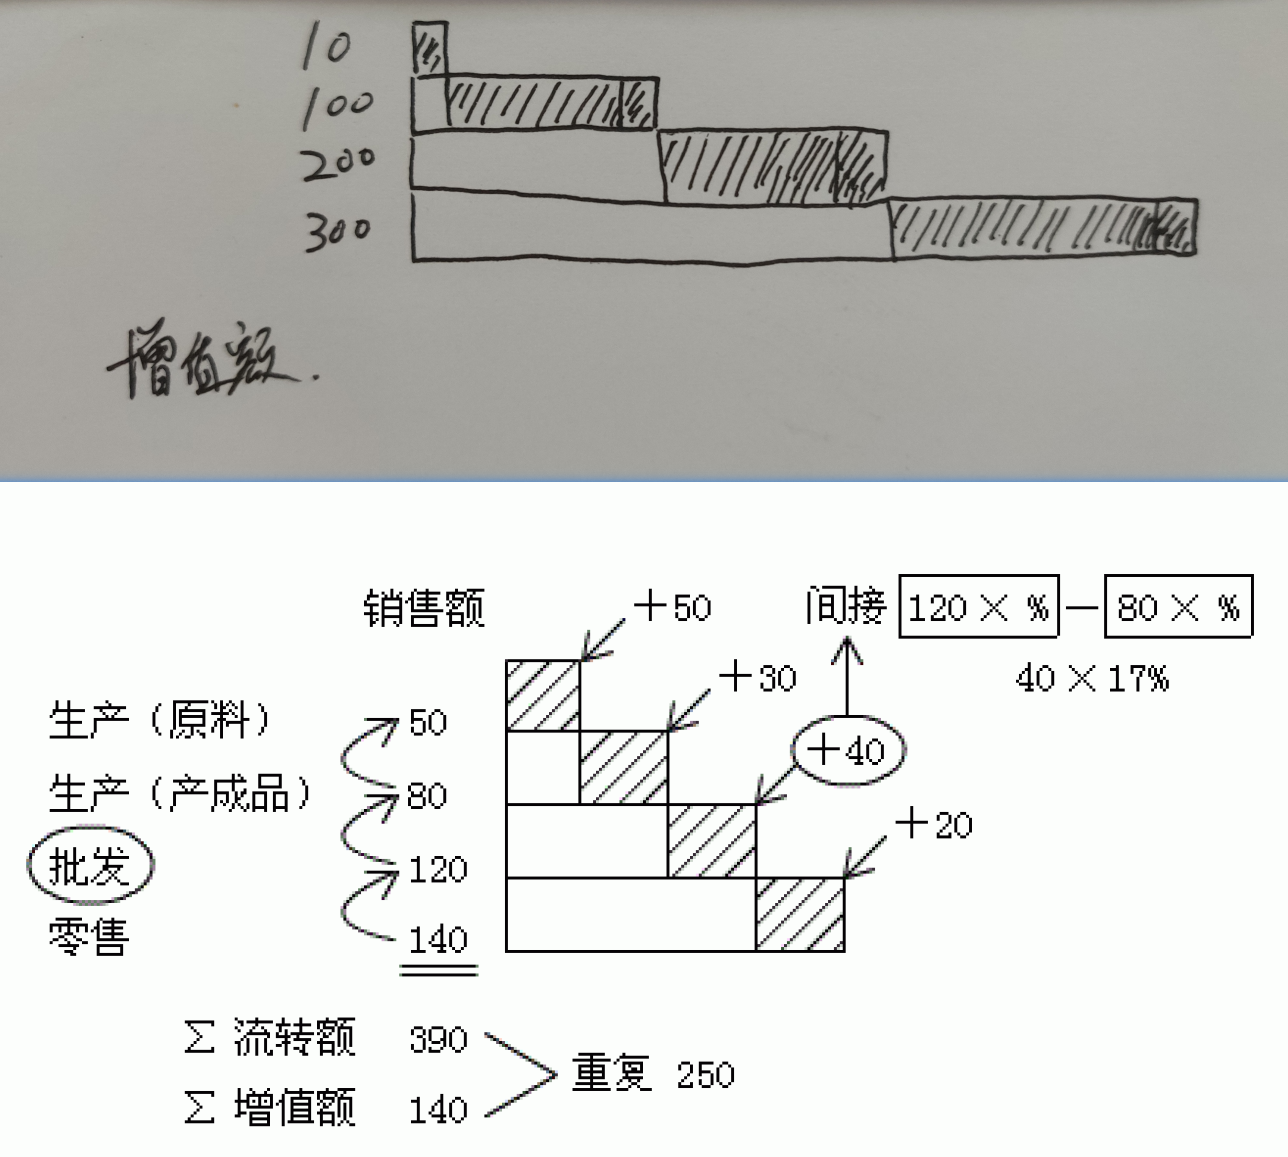 10
100
200
300
增值额.
销售额
+50
间接 120 × % — 80 × %
+30
40 × 17%
生产（原料） 50
+40
生产（产成品） 80
+20
批发 120
零售 140
Σ 流转额 390
重复 250
Σ 增值额 140